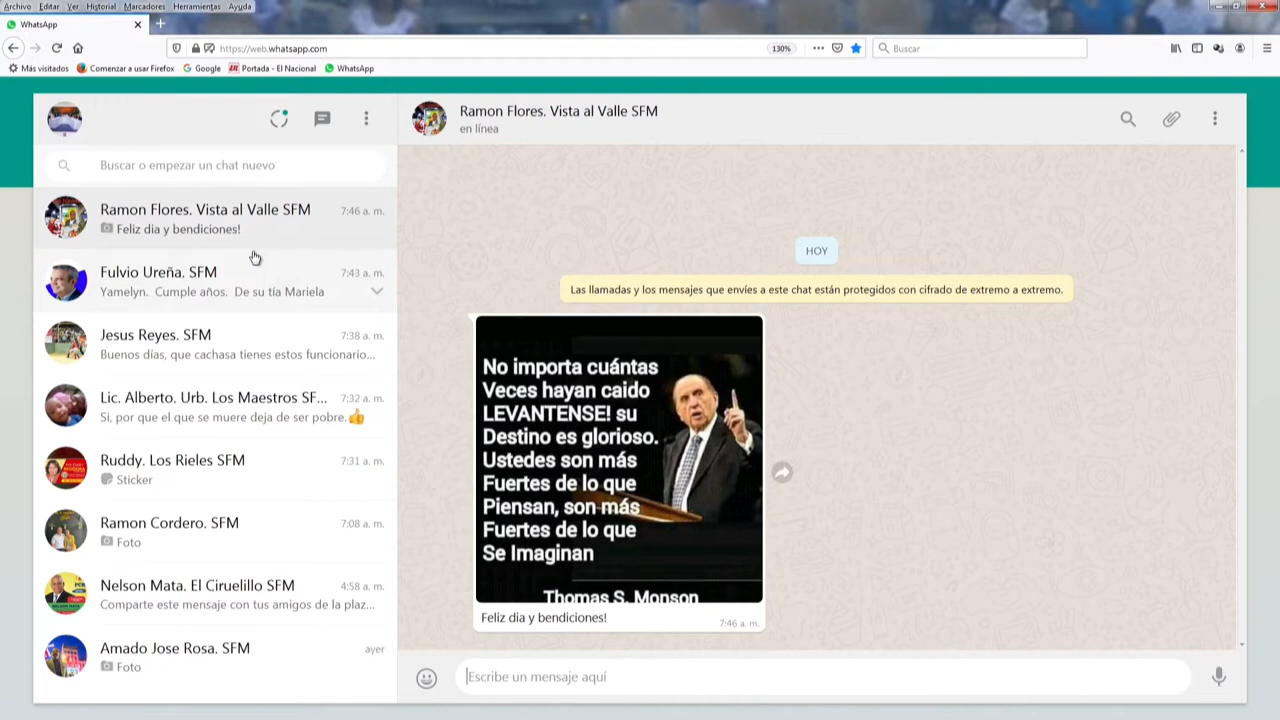 Archivo Editar Ver Historial Marcadores Herramientas Ayuda
WhatsApp
https://web.whatsapp.com
130%
Buscar
Más visitados Comenzar a usar Firefox Google Portada - El Nacional WhatsApp
Buscar o empezar un chat nuevo
Ramon Flores. Vista al Valle SFM 7:46 a. m.
Feliz dia y bendiciones!
Fulvio Ureña. SFM 7:43 a. m.
Yamelyn. Cumple años. De su tía Mariela
Jesus Reyes. SFM 7:38 a. m.
Buenos días, que cachasa tienes estos funcionario...
Lic. Alberto. Urb. Los Maestros SF... 7:32 a. m.
Si, por que el que se muere deja de ser pobre.👍
Ruddy. Los Rieles SFM 7:31 a. m.
Sticker
Ramon Cordero. SFM 7:08 a. m.
Foto
Nelson Mata. El Ciruelillo SFM 4:58 a. m.
Comparte este mensaje con tus amigos de la plaz...
Amado Jose Rosa. SFM ayer
Foto
Ramon Flores. Vista al Valle SFM
en línea
HOY
Las llamadas y los mensajes que envíes a este chat están protegidos con cifrado de extremo a extremo.
No importa cuántas
Veces hayan caido
LEVANTENSE! su
Destino es glorioso.
Ustedes son más
Fuertes de lo que
Piensan, son más
Fuertes de lo que
Se Imaginan
Thomas S. Monson
Feliz dia y bendiciones!
7:46 a. m.
Escribe un mensaje aquí